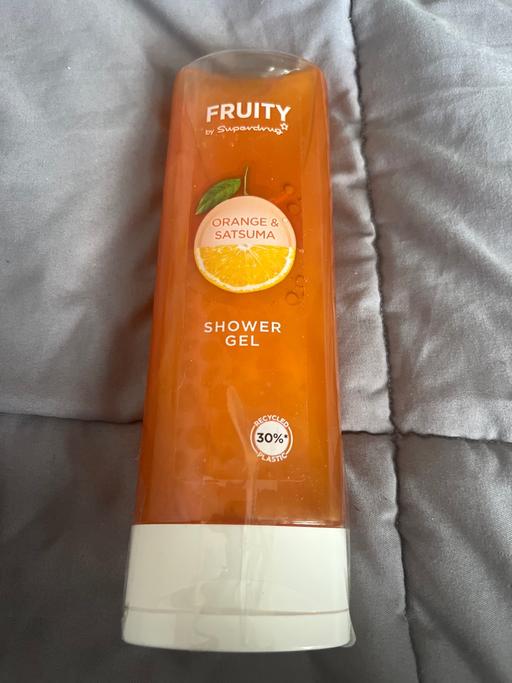 FRUITY
by Superdrug
ORANGE &
SATSUMA
SHOWER
GEL
RECYCLED
30%*
PLASTIC